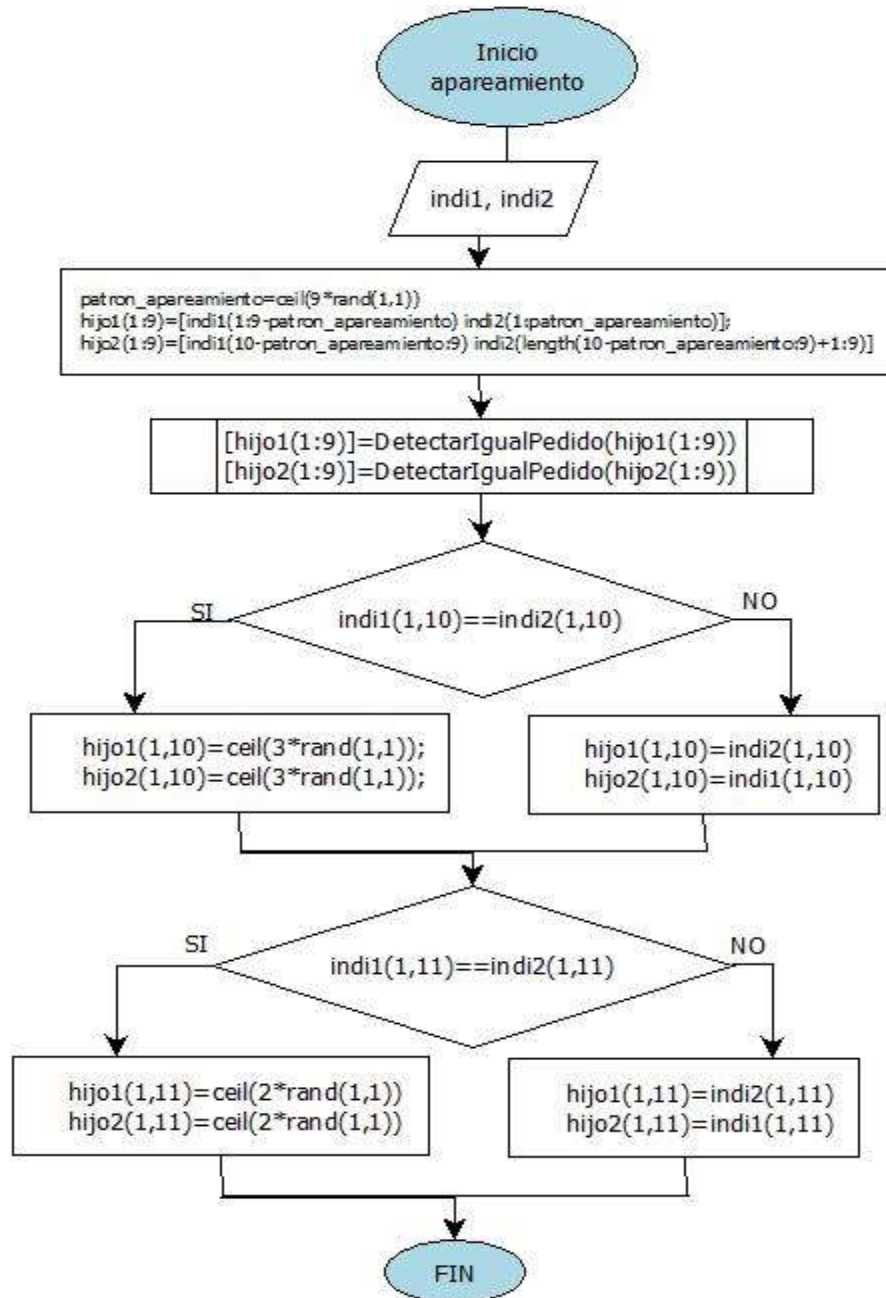 Inicio
apareamiento
indi1, indi2
patron_apareamiento=ceil(9*rand(1,1))
hijo1(1:9)=[indi1(1:9-patron_apareamiento) indi2(1:patron_apareamiento)];
hijo2(1:9)=[indi1(10-patron_apareamiento:9) indi2(length(10-patron_apareamiento:9)+1:9)]
[hijo1(1:9)]=DetectarIgualPedido(hijo1(1:9))
[hijo2(1:9)]=DetectarIgualPedido(hijo2(1:9))
indi1(1,10)==indi2(1,10)
SI
NO
hijo1(1,10)=ceil(3*rand(1,1));
hijo2(1,10)=ceil(3*rand(1,1));
hijo1(1,10)=indi2(1,10)
hijo2(1,10)=indi1(1,10)
indi1(1,11)==indi2(1,11)
SI
NO
hijo1(1,11)=ceil(2*rand(1,1))
hijo2(1,11)=ceil(2*rand(1,1))
hijo1(1,11)=indi2(1,11)
hijo2(1,11)=indi1(1,11)
FIN